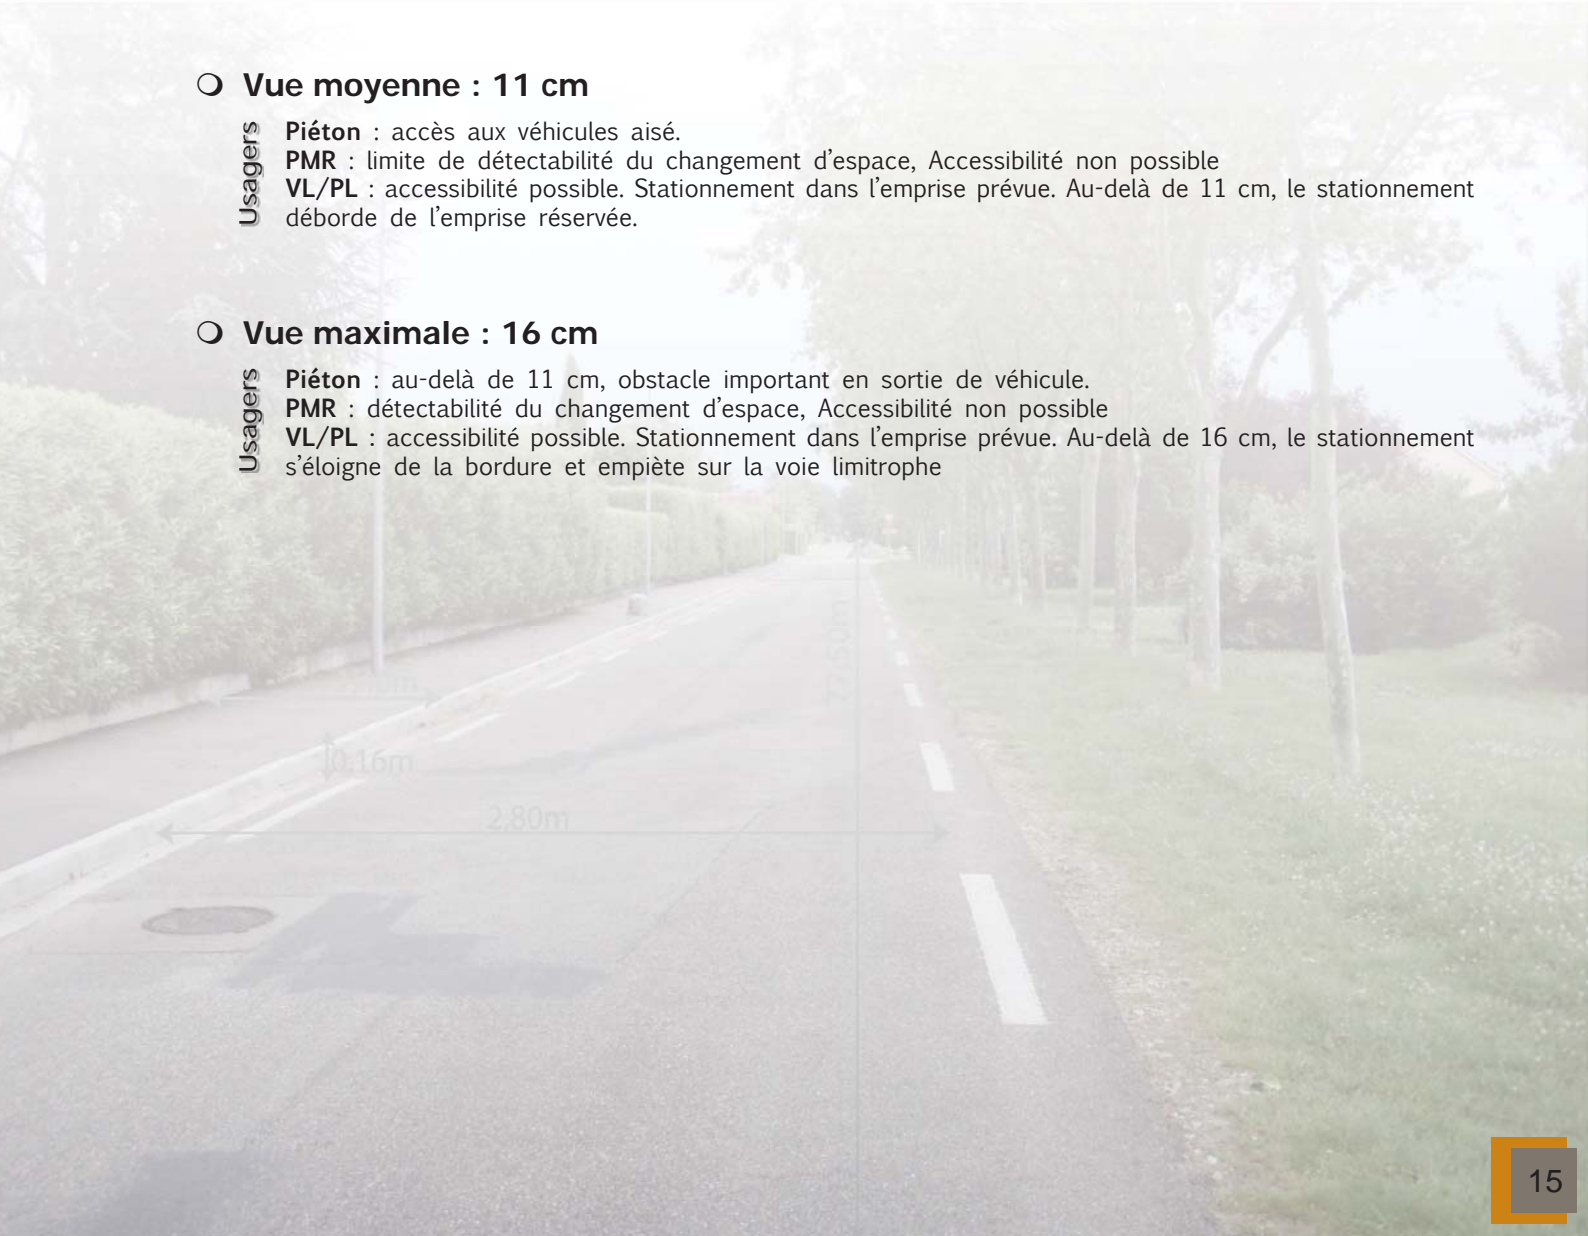 Vue moyenne : 11 cm
Usagers
Piéton : accès aux véhicules aisé.
PMR : limite de détectabilité du changement d’espace, Accessibilité non possible
VL/PL : accessibilité possible. Stationnement dans l’emprise prévue. Au-delà de 11 cm, le stationnement
déborde de l’emprise réservée.
Vue maximale : 16 cm
Usagers
Piéton : au-delà de 11 cm, obstacle important en sortie de véhicule.
PMR : détectabilité du changement d’espace, Accessibilité non possible
VL/PL : accessibilité possible. Stationnement dans l’emprise prévue. Au-delà de 16 cm, le stationnement
s’éloigne de la bordure et empiète sur la voie limitrophe
0,16m
2,80m
15